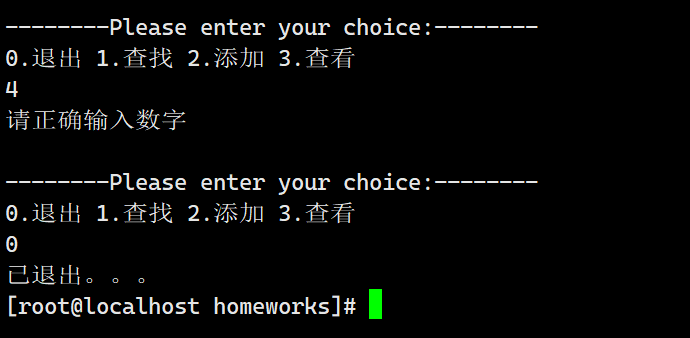 --------Please enter your choice:--------
0.退出 1.查找 2.添加 3.查看
4
请正确输入数字
--------Please enter your choice:--------
0.退出 1.查找 2.添加 3.查看
0
已退出。。。
[root@localhost homeworks]#